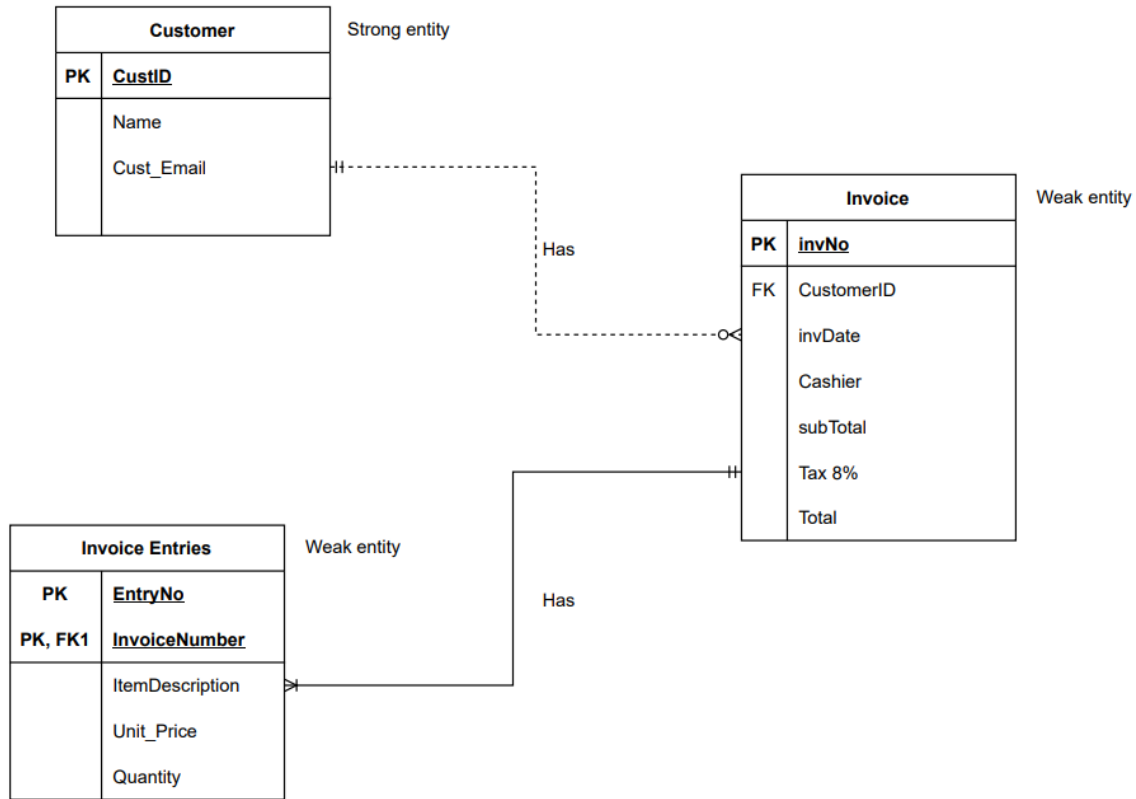 Customer
Strong entity
PK CustID
Name
Cust_Email
Invoice
Weak entity
PK invNo
Has
FK CustomerID
invDate
Cashier
subTotal
Tax 8%
Total
Invoice Entries
Weak entity
PK EntryNo
Has
PK, FK1 InvoiceNumber
ItemDescription
Unit_Price
Quantity